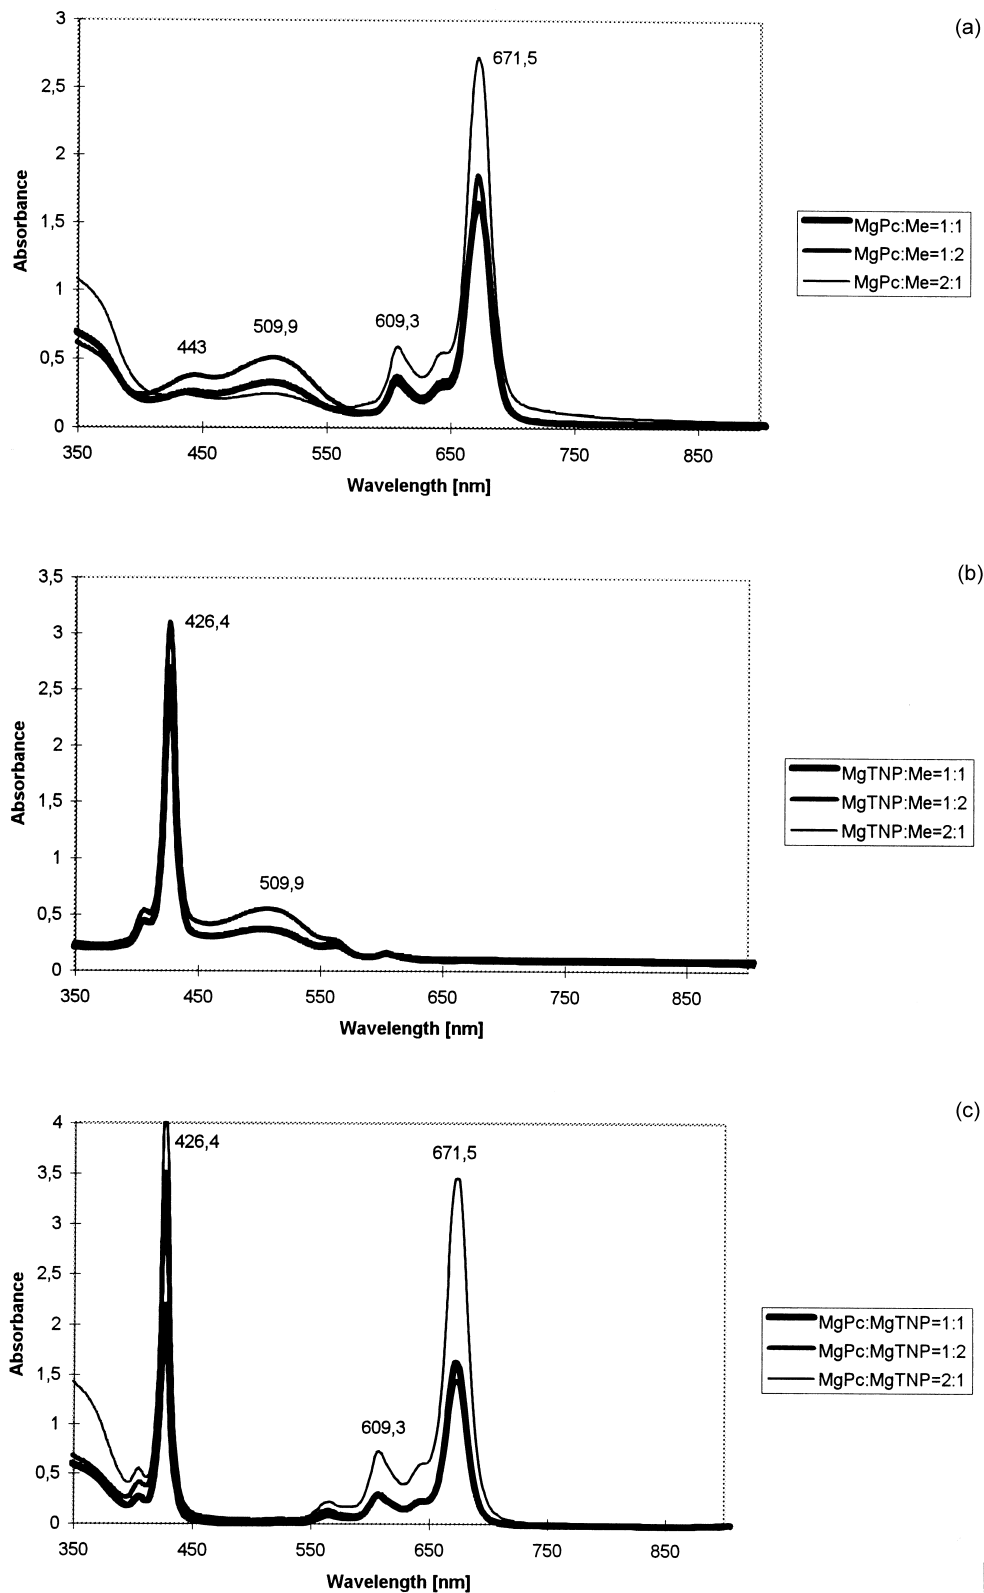 (a)
3
2,5
2
1,5
1
0,5
0
Absorbance
671,5
443
509,9
609,3
350 450 550 650 750 850
Wavelength [nm]
MgPc:Me=1:1
MgPc:Me=1:2
MgPc:Me=2:1
(b)
3,5
3
2,5
2
1,5
1
0,5
0
Absorbance
426,4
509,9
350 450 550 650 750 850
Wavelength [nm]
MgTNP:Me=1:1
MgTNP:Me=1:2
MgTNP:Me=2:1
(c)
4
3,5
3
2,5
2
1,5
1
0,5
0
Absorbance
426,4
671,5
609,3
350 450 550 650 750 850
Wavelength [nm]
MgPc:MgTNP=1:1
MgPc:MgTNP=1:2
MgPc:MgTNP=2:1